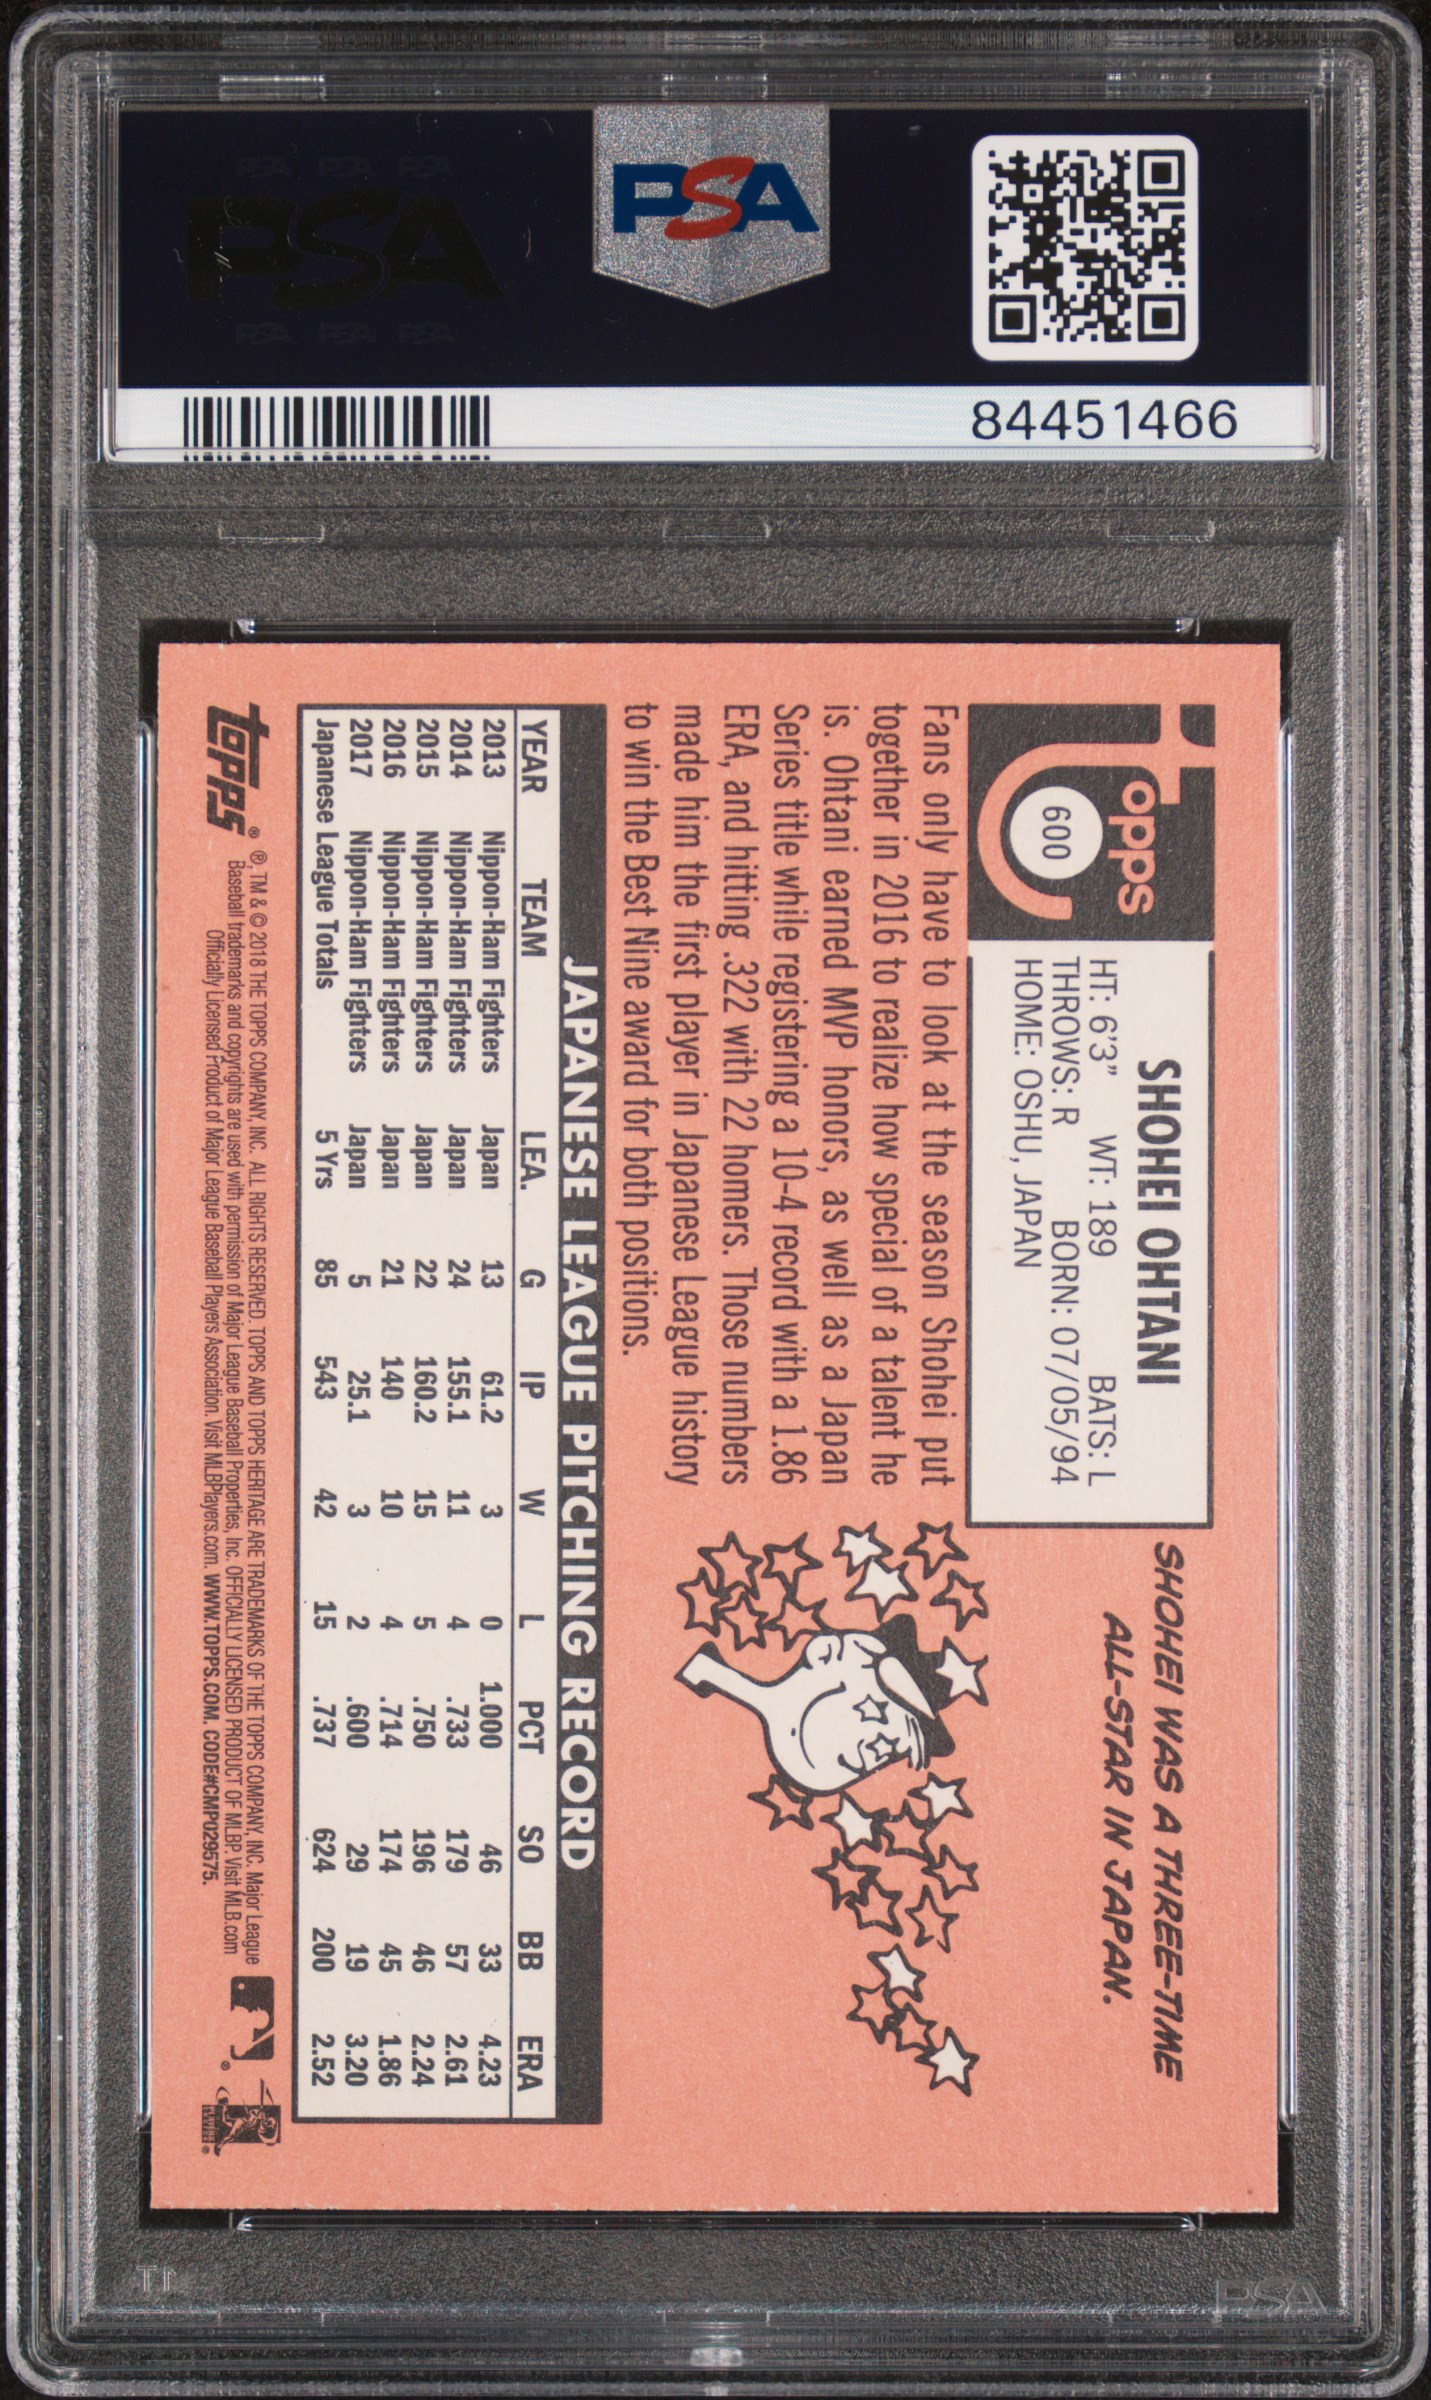 PSA PSA PSA
PSA
PSA PSA PSA
PSA
84451466
topps
600
SHOHEI OHTANI
HT: 6'3" WT: 189 BATS: L
THROWS: R BORN: 07/05/94
HOME: OSHU, JAPAN
SHOHEI WAS A THREE-TIME
ALL-STAR IN JAPAN.
Fans only have to look at the season Shohei put
together in 2016 to realize how special of a talent he
is. Ohtani earned MVP honors, as well as a Japan
Series title while registering a 10-4 record with a 1.86
ERA, and hitting .322 with 22 homers. Those numbers
made him the first player in Japanese League history
to win the Best Nine award for both positions.
JAPANESE LEAGUE PITCHING RECORD
YEAR TEAM LEA. G IP W L PCT SO BB ERA
2013 Nippon-Ham Fighters Japan 13 61.2 3 0 1.000 46 33 4.23
2014 Nippon-Ham Fighters Japan 24 155.1 11 4 .733 179 57 2.61
2015 Nippon-Ham Fighters Japan 22 160.2 15 5 .750 196 46 2.24
2016 Nippon-Ham Fighters Japan 21 140 10 4 .714 174 45 1.86
2017 Nippon-Ham Fighters Japan 5 25.1 3 2 .600 29 19 3.20
Japanese League Totals 5 Yrs 85 543 42 15 .737 624 200 2.52
topps®
®, TM & © 2018 THE TOPPS COMPANY, INC. ALL RIGHTS RESERVED. TOPPS AND TOPPS HERITAGE ARE TRADEMARKS OF THE TOPPS COMPANY, INC. Major League
Baseball trademarks and copyrights are used with permission of Major League Baseball Properties, Inc. OFFICIALLY LICENSED PRODUCT OF MLBP. Visit MLB.com
Officially Licensed Product of Major League Baseball Players Association. Visit MLBPlayers.com. WWW.TOPPS.COM. CODE#CMP029575.
PSA